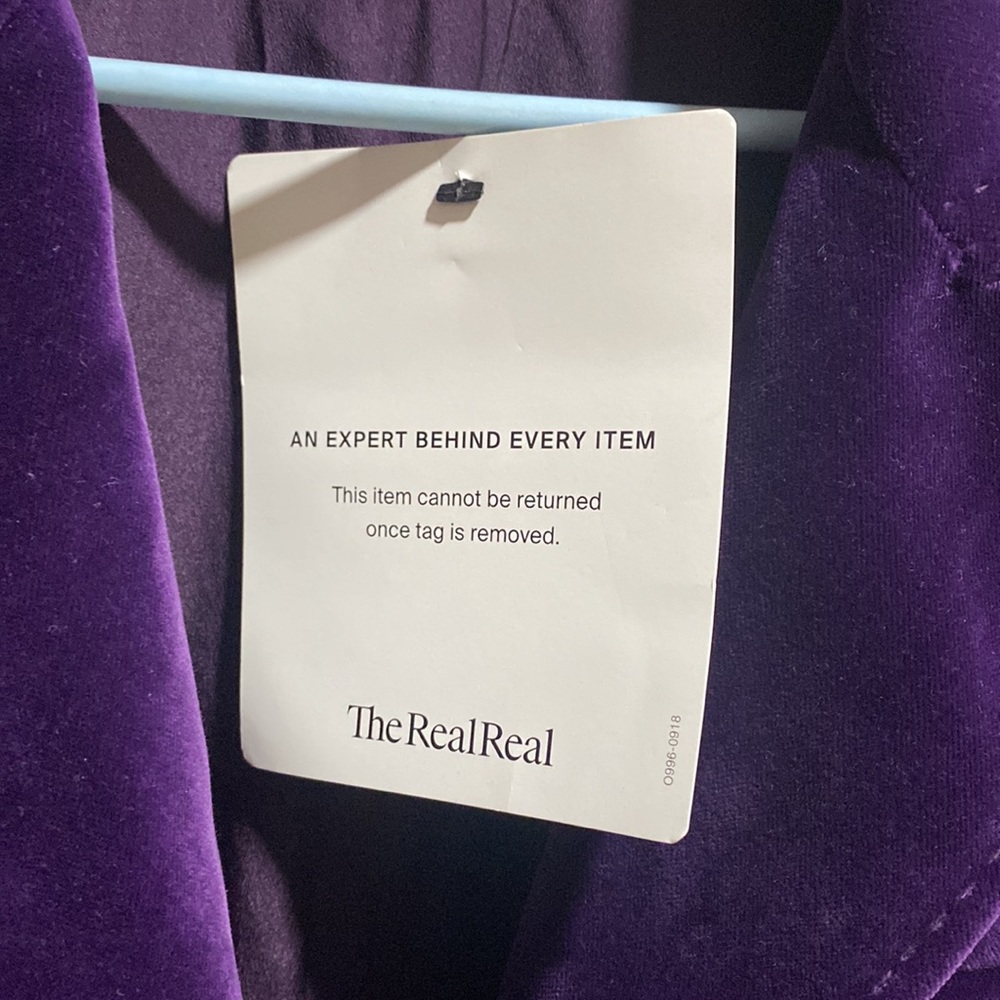 AN EXPERT BEHIND EVERY ITEM
This item cannot be returned
once tag is removed.
TheRealReal
O996-0918